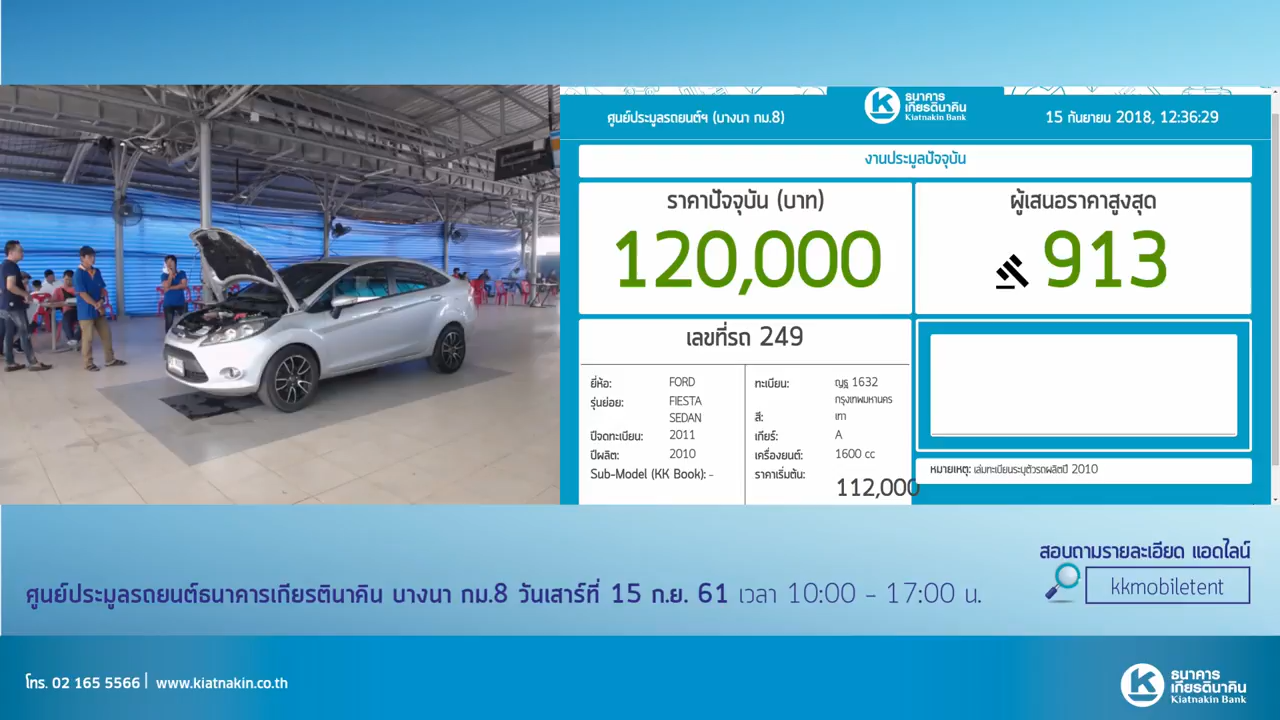 ศูนย์ประมูลรถยนต์ฯ (บางนา กม.8)
ธนาคาร
เกียรตินาคิน
Kiatnakin Bank
15 กันยายน 2018, 12:36:29
งานประมูลปัจจุบัน
ราคาปัจจุบัน (บาท)
120,000
ผู้เสนอราคาสูงสุด
913
เลขที่รถ 249
ยี่ห้อ: FORD
รุ่นย่อย: FIESTA
SEDAN
ปีจดทะเบียน: 2011
ปีผลิต: 2010
Sub-Model (KK Book): -
ทะเบียน: ญฐ 1632
กรุงเทพมหานคร
สี: เทา
เกียร์: A
เครื่องยนต์: 1600 cc
ราคาเริ่มต้น:
112,000
หมายเหตุ: เล่มทะเบียนระบุตัวรถผลิตปี 2010
สอบถามรายละเอียด แอดไลน์
kkmobiletent
ศูนย์ประมูลรถยนต์ธนาคารเกียรตินาคิน บางนา กม.8 วันเสาร์ที่ 15 ก.ย. 61 เวลา 10:00 - 17:00 น.
โทร. 02 165 5566 | www.kiatnakin.co.th
ธนาคาร
เกียรตินาคิน
Kiatnakin Bank